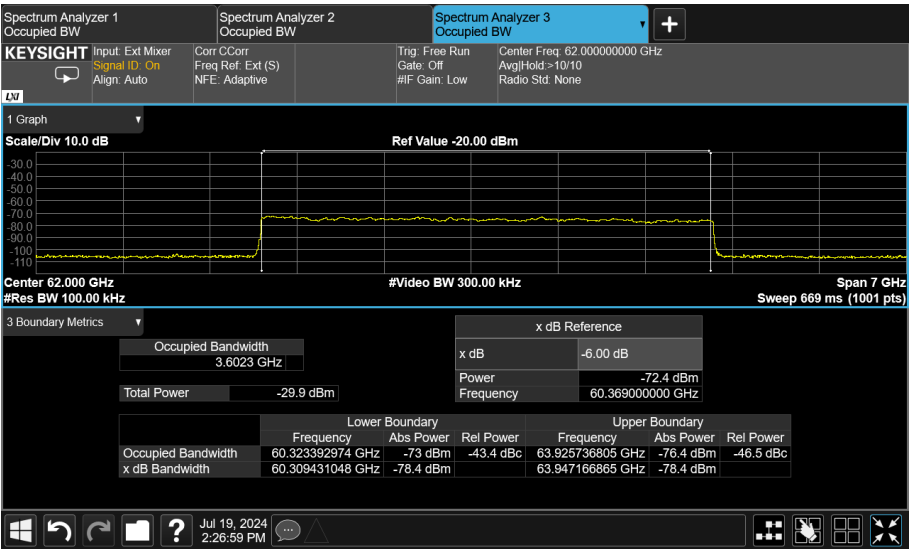 Spectrum Analyzer 1
Occupied BW
Spectrum Analyzer 2
Occupied BW
Spectrum Analyzer 3
Occupied BW
KEYSIGHT
LXI
Input: Ext Mixer
Signal ID: On
Align: Auto
Corr CCorr
Freq Ref: Ext (S)
NFE: Adaptive
Trig: Free Run
Gate: Off
#IF Gain: Low
Center Freq: 62.000000000 GHz
Avg|Hold:>10/10
Radio Std: None
1 Graph
Scale/Div 10.0 dB
Ref Value -20.00 dBm
-30.0
-40.0
-50.0
-60.0
-70.0
-80.0
-90.0
-100
-110
Center 62.000 GHz
#Video BW 300.00 kHz
Span 7 GHz
#Res BW 100.00 kHz
Sweep 669 ms (1001 pts)
3 Boundary Metrics
Occupied Bandwidth
3.6023 GHz
Total Power -29.9 dBm
x dB Reference
x dB -6.00 dB
Power -72.4 dBm
Frequency 60.369000000 GHz
Lower Boundary Upper Boundary
Frequency Abs Power Rel Power Frequency Abs Power Rel Power
Occupied Bandwidth 60.323392974 GHz -73 dBm -43.4 dBc 63.925736805 GHz -76.4 dBm -46.5 dBc
x dB Bandwidth 60.309431048 GHz -78.4 dBm 63.947166865 GHz -78.4 dBm
Jul 19, 2024
2:26:59 PM